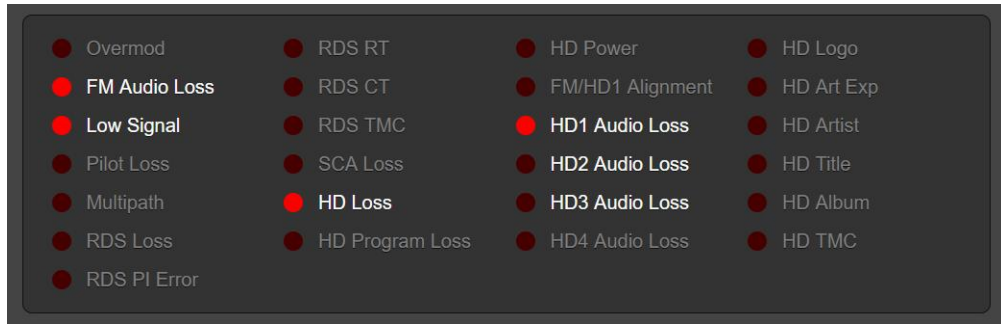 Overmod
FM Audio Loss
Low Signal
Pilot Loss
Multipath
RDS Loss
RDS PI Error
RDS RT
RDS CT
RDS TMC
SCA Loss
HD Loss
HD Program Loss
HD Power
FM/HD1 Alignment
HD1 Audio Loss
HD2 Audio Loss
HD3 Audio Loss
HD4 Audio Loss
HD Logo
HD Art Exp
HD Artist
HD Title
HD Album
HD TMC